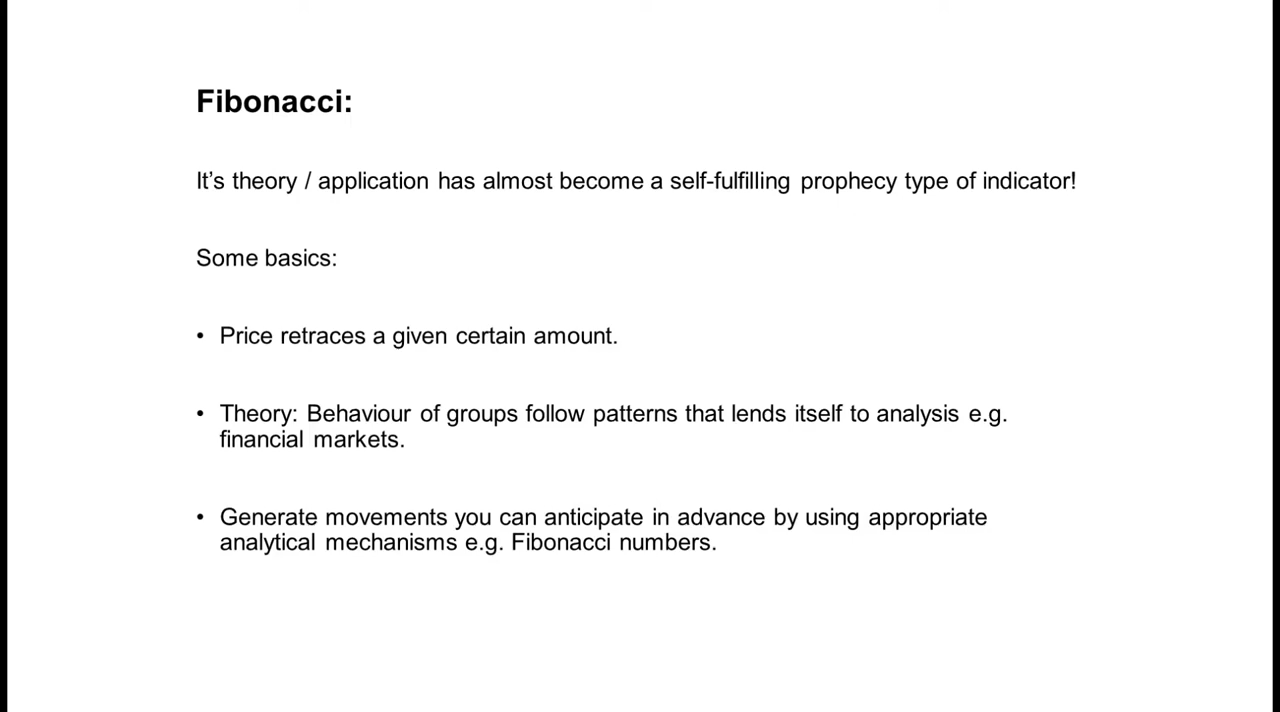 Fibonacci:
It’s theory / application has almost become a self-fulfilling prophecy type of indicator!
Some basics:
• Price retraces a given certain amount.
• Theory: Behaviour of groups follow patterns that lends itself to analysis e.g.
financial markets.
• Generate movements you can anticipate in advance by using appropriate
analytical mechanisms e.g. Fibonacci numbers.